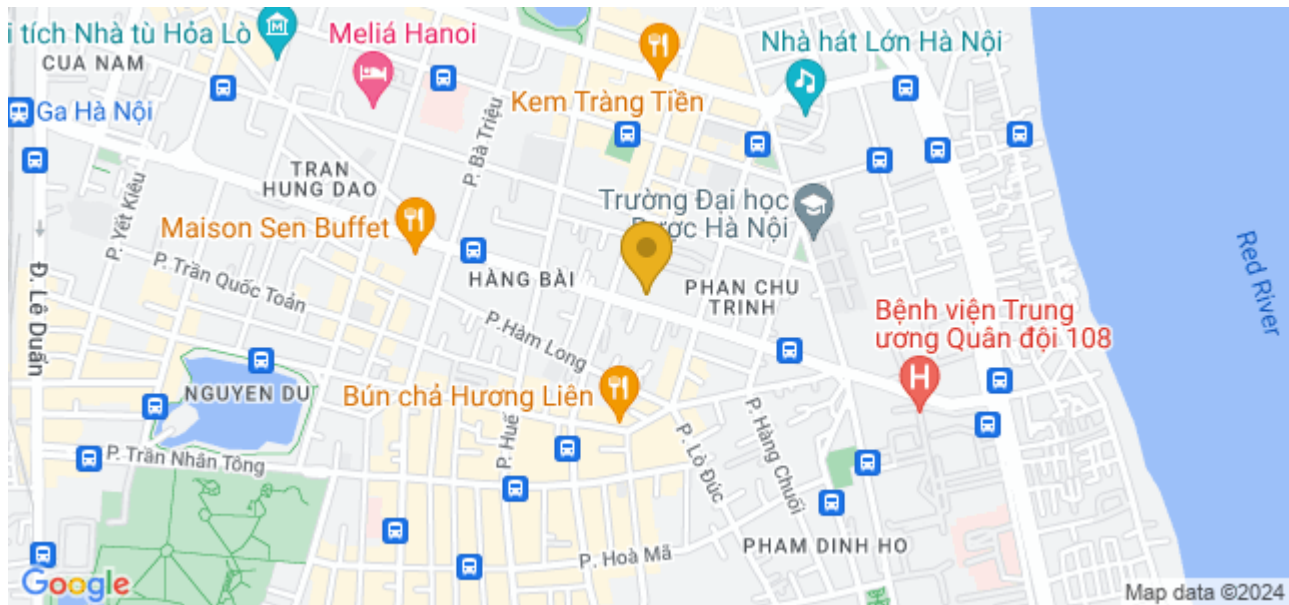 i tích Nhà tù Hỏa Lò
CUA NAM
Meliá Hanoi
Nhà hát Lớn Hà Nội
Kem Tràng Tiền
Ga Hà Nội
P. Bà Triệu
TRAN
HUNG DAO
P. Yết Kiêu
Trường Đại học
Dược Hà Nội
Maison Sen Buffet
P. Trần Quốc Toản
HÀNG BÀI
PHAN CHU
TRINH
Red River
Đ. Lê Duẩn
P.Hàm Long
Bệnh viện Trung
ương Quân đội 108
H
NGUYEN DU
Bún chả Hương Liên
P. Huế
P. Trần Nhân Tông
P. Lò Đúc
P. Hàng Chuối
P. Hoà Mã
PHAM DINH HO
Google
Map data ©2024